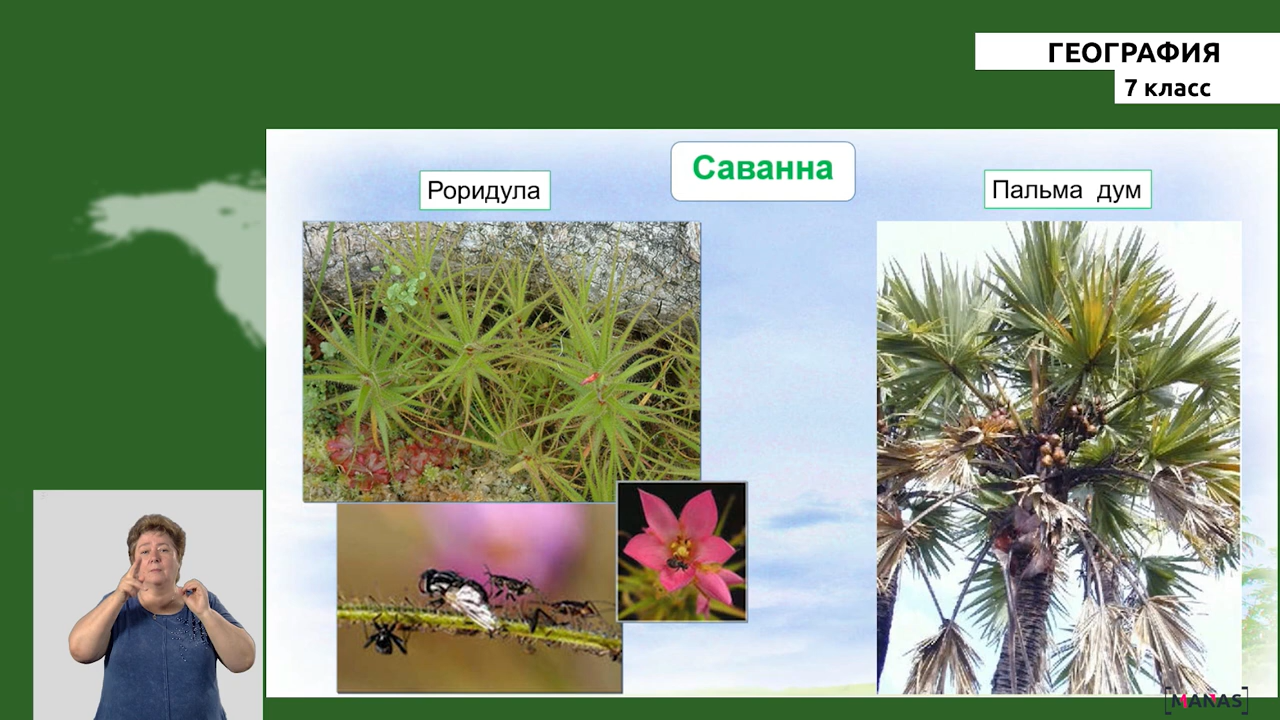 ГЕОГРАФИЯ
7 класс
Саванна
Роридула
Пальма дум
MANAS